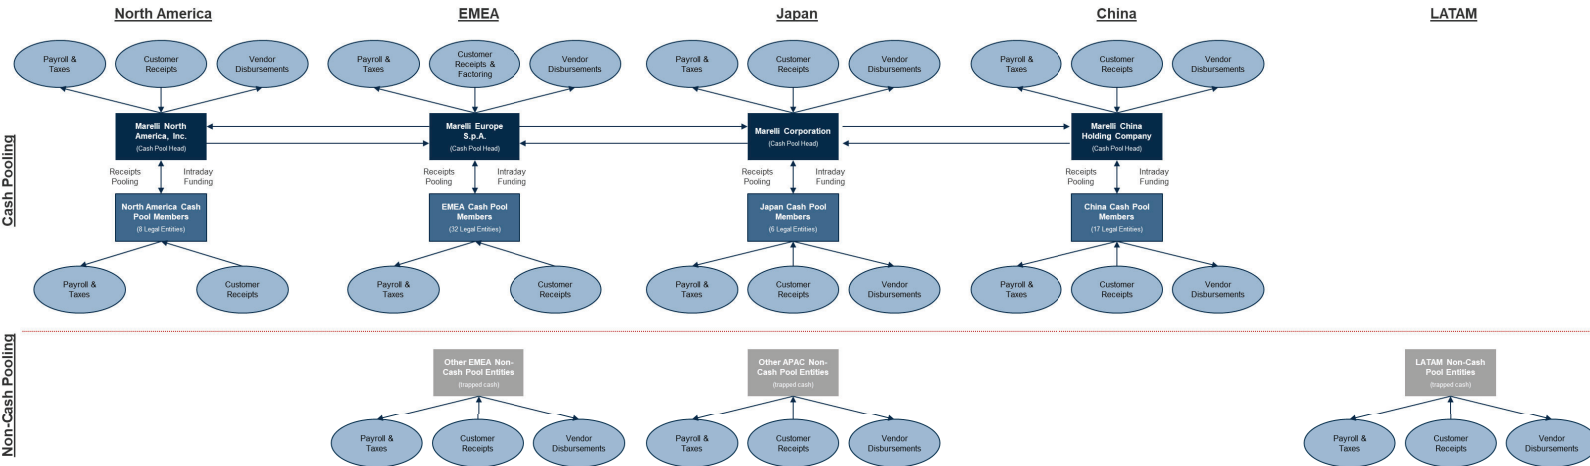 North America
EMEA
Japan
China
LATAM
Payroll &
Taxes
Customer
Receipts
Vendor
Disbursements
Payroll &
Taxes
Customer
Receipts &
Factoring
Vendor
Disbursements
Payroll &
Taxes
Customer
Receipts
Vendor
Disbursements
Payroll &
Taxes
Customer
Receipts
Vendor
Disbursements
Cash Pooling
Marelli North
America, Inc.
(Cash Pool Head)
Marelli Europe
S.p.A.
(Cash Pool Head)
Marelli Corporation
(Cash Pool Head)
Marelli China
Holding Company
(Cash Pool Head)
Receipts
Pooling
Intraday
Funding
Receipts
Pooling
Intraday
Funding
Receipts
Pooling
Intraday
Funding
Receipts
Pooling
Intraday
Funding
North America Cash
Pool Members
(8 Legal Entities)
EMEA Cash Pool
Members
(32 Legal Entities)
Japan Cash Pool
Members
(6 Legal Entities)
China Cash Pool
Members
(17 Legal Entities)
Payroll &
Taxes
Customer
Receipts
Payroll &
Taxes
Customer
Receipts
Payroll &
Taxes
Customer
Receipts
Vendor
Disbursements
Payroll &
Taxes
Customer
Receipts
Vendor
Disbursements
Non-Cash Pooling
Other EMEA Non-
Cash Pool Entities
(trapped cash)
Other APAC Non-
Cash Pool Entities
(trapped cash)
LATAM Non-Cash
Pool Entities
(trapped cash)
Payroll &
Taxes
Customer
Receipts
Vendor
Disbursements
Payroll &
Taxes
Customer
Receipts
Vendor
Disbursements
Payroll &
Taxes
Customer
Receipts
Vendor
Disbursements